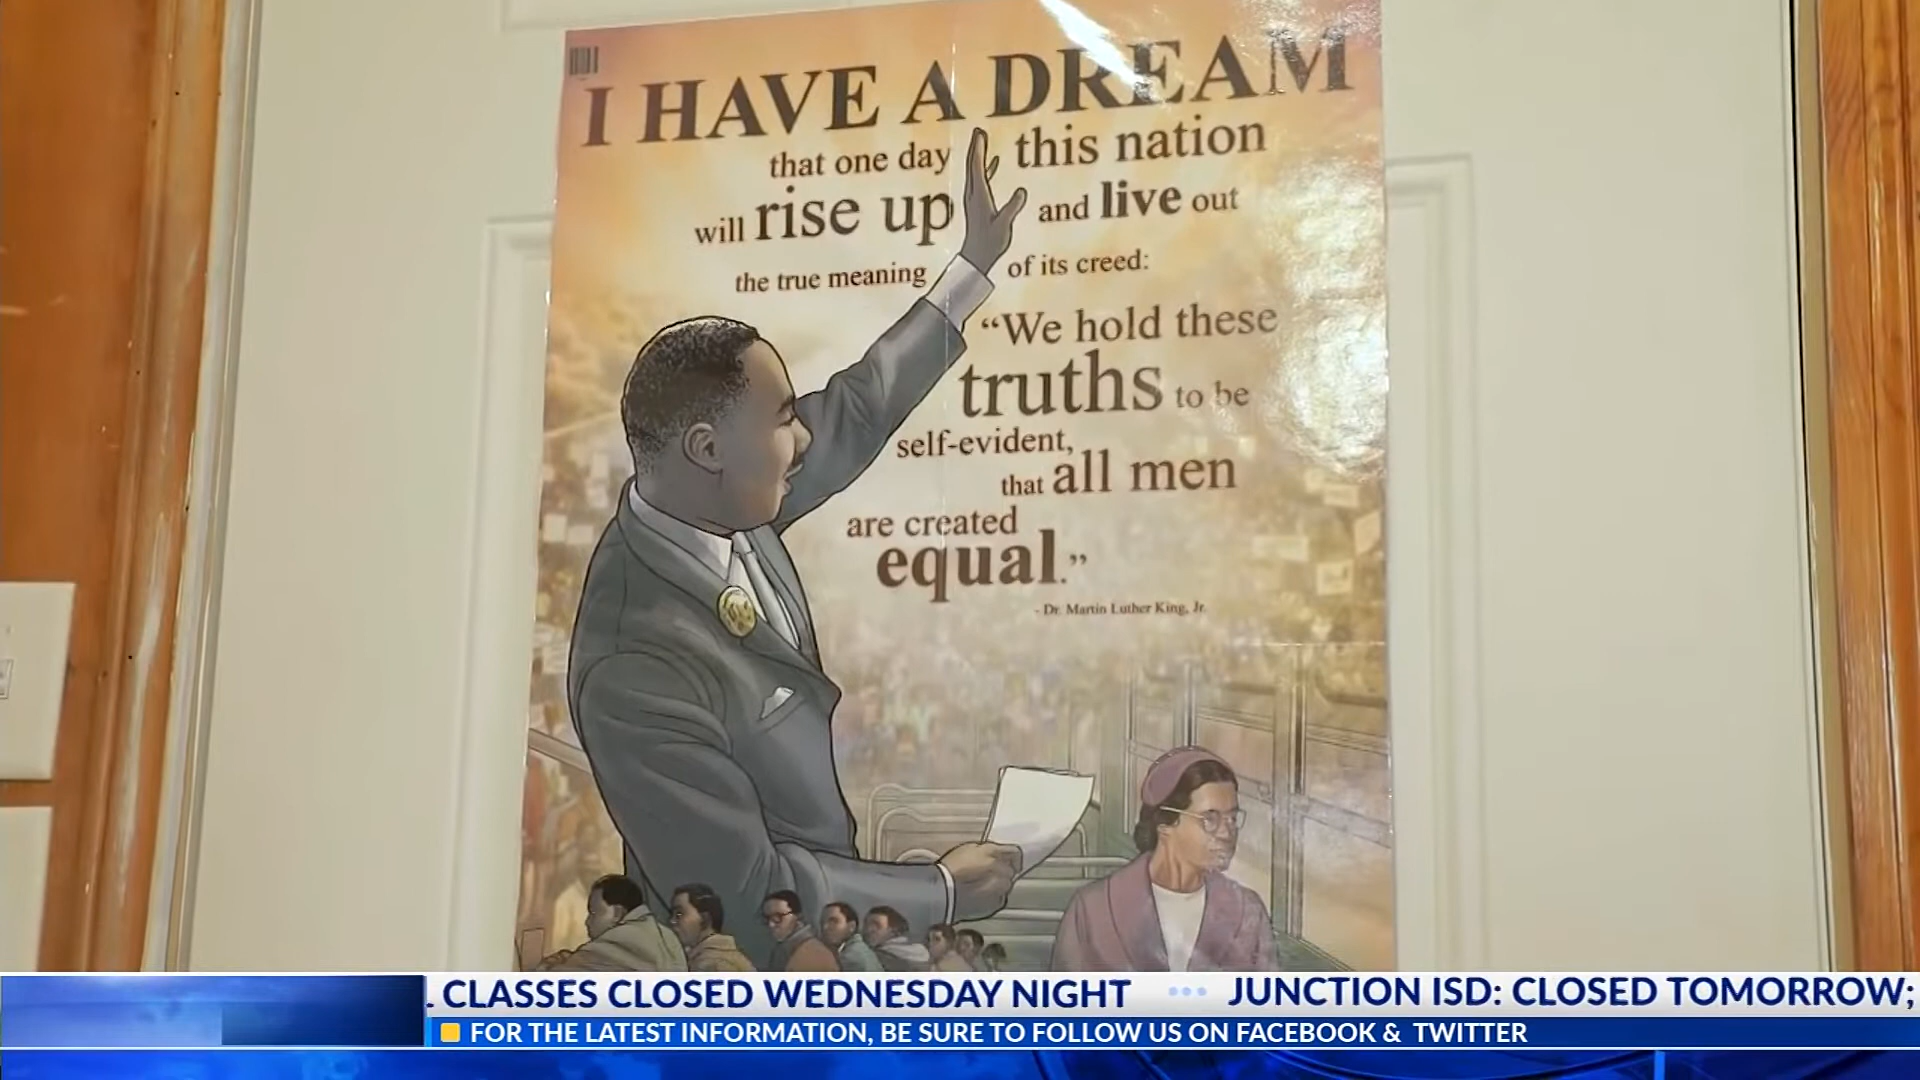 I HAVE A DREAM
that one day this nation
will rise up and live out
the true meaning of its creed:
“We hold these
truths to be
self-evident,
that all men
are created
equal.”
- Dr. Martin Luther King, Jr.
CLASSES CLOSED WEDNESDAY NIGHT ••• JUNCTION ISD: CLOSED TOMORROW;
FOR THE LATEST INFORMATION, BE SURE TO FOLLOW US ON FACEBOOK & TWITTER